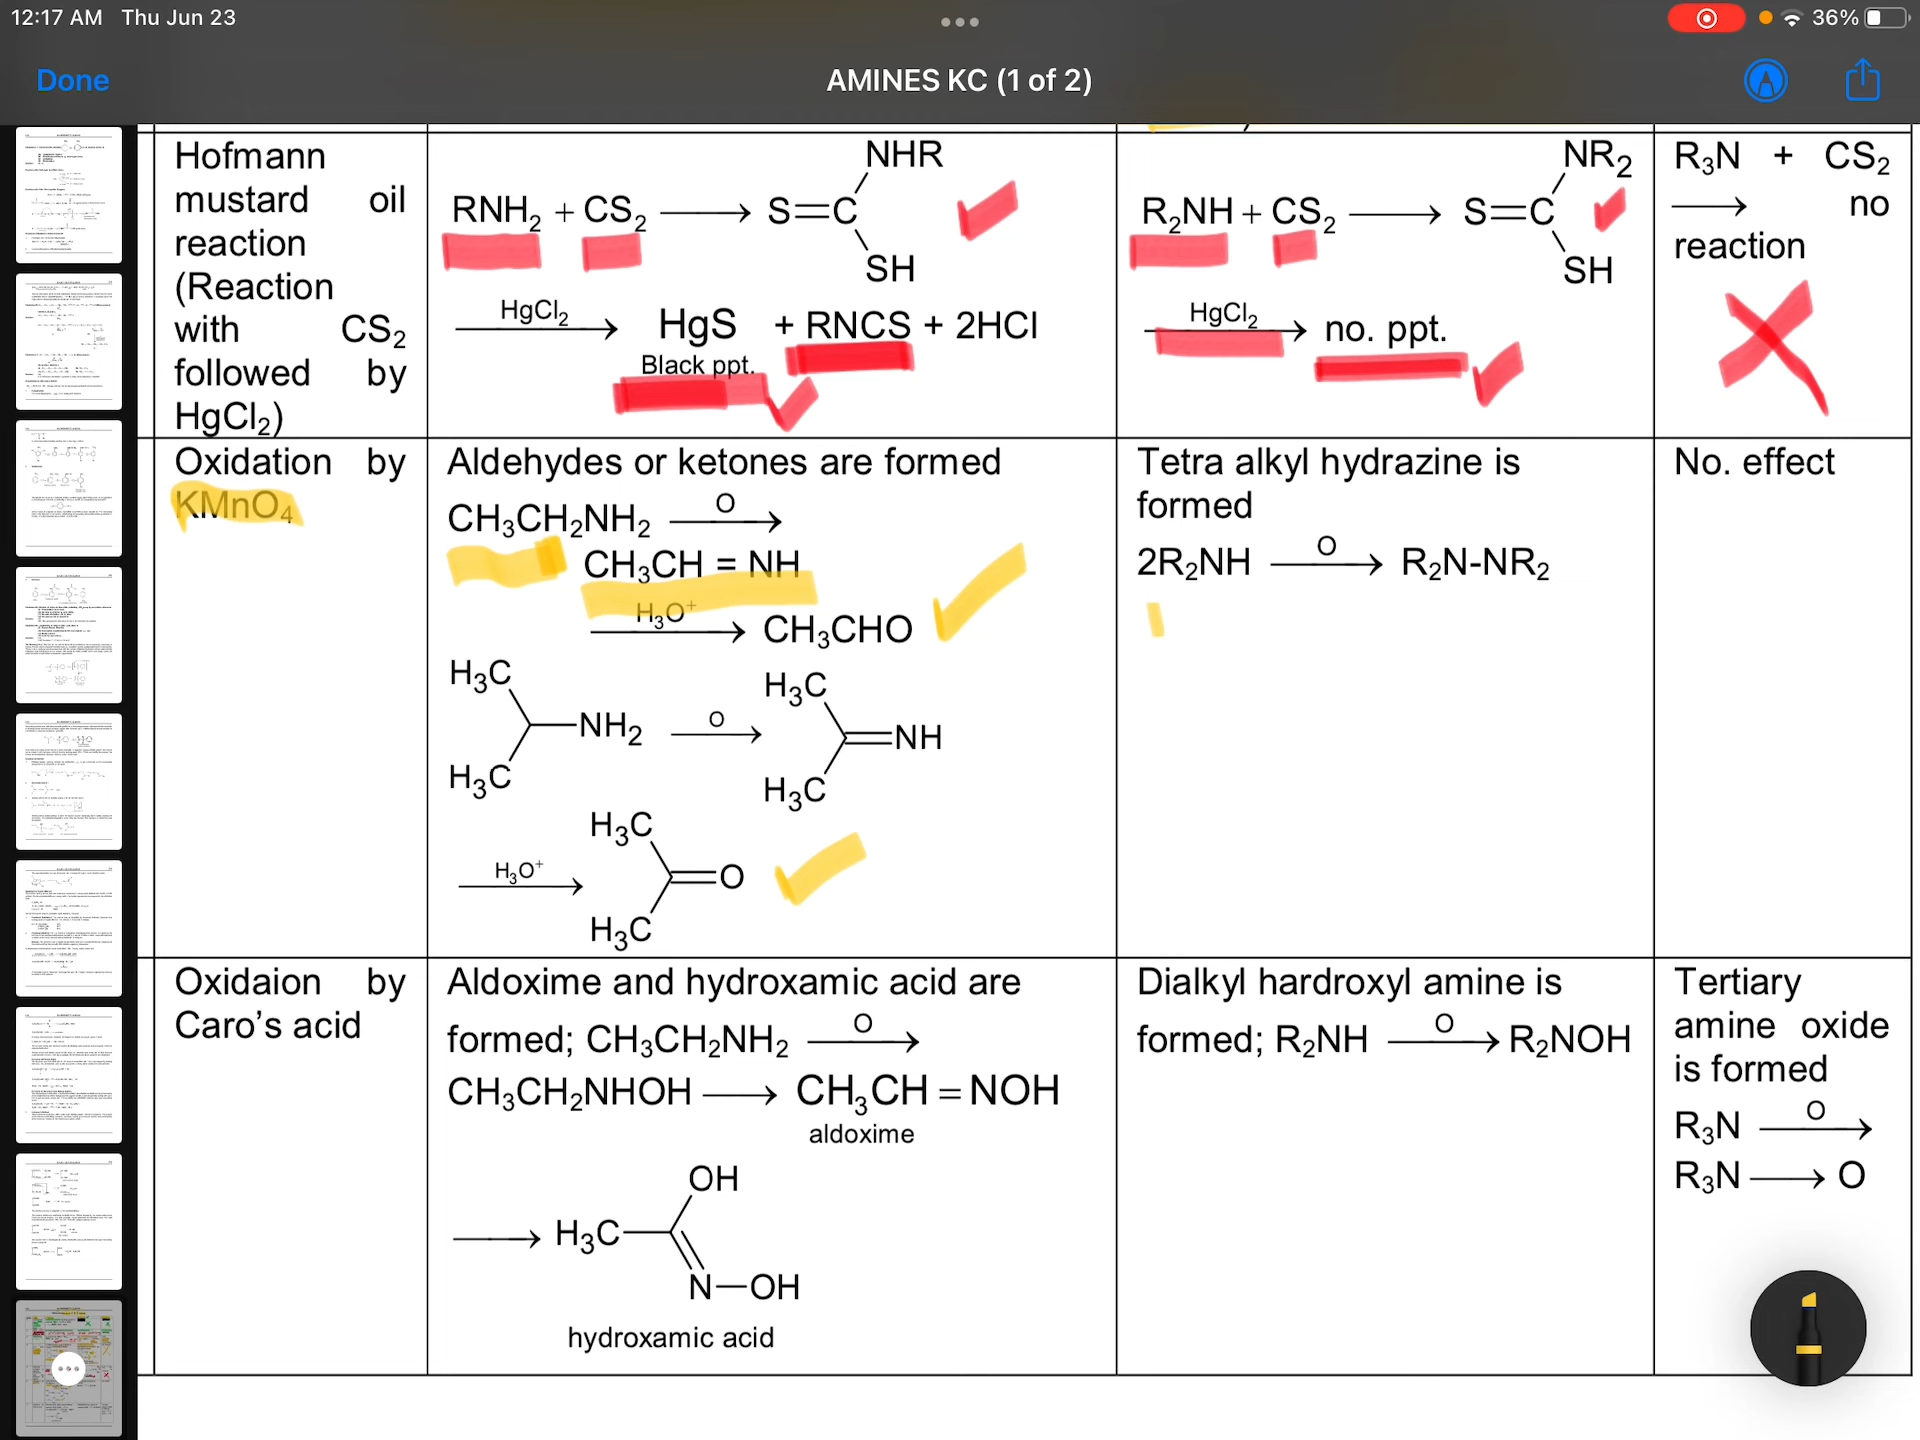 12:17 AM Thu Jun 23
36%
Done
AMINES KC (1 of 2)
Hofmann
mustard oil
reaction
(Reaction
with CS₂
followed by
HgCl₂)
RNH₂ + CS₂ ⟶ S=C
NHR
SH
HgCl₂
⟶ HgS + RNCS + 2HCl
Black ppt.
R₂NH + CS₂ ⟶ S=C
NR₂
SH
HgCl₂
⟶ no. ppt.
R₃N + CS₂
⟶ no
reaction
Oxidation by
KMnO₄
Aldehydes or ketones are formed
CH₃CH₂NH₂ ⟶
O
CH₃CH = NH
H₃O⁺
⟶ CH₃CHO
H₃C
NH₂
H₃C
O
⟶
H₃C
=NH
H₃C
H₃O⁺
⟶
H₃C
=O
H₃C
Tetra alkyl hydrazine is
formed
2R₂NH ⟶ R₂N-NR₂
O
No. effect
Oxidaion by
Caro’s acid
Aldoxime and hydroxamic acid are
formed; CH₃CH₂NH₂ ⟶
O
CH₃CH₂NHOH ⟶ CH₃CH = NOH
aldoxime
OH
⟶ H₃C
N—OH
hydroxamic acid
Dialkyl hardroxyl amine is
formed; R₂NH ⟶ R₂NOH
O
Tertiary
amine oxide
is formed
R₃N ⟶
O
R₃N ⟶ O